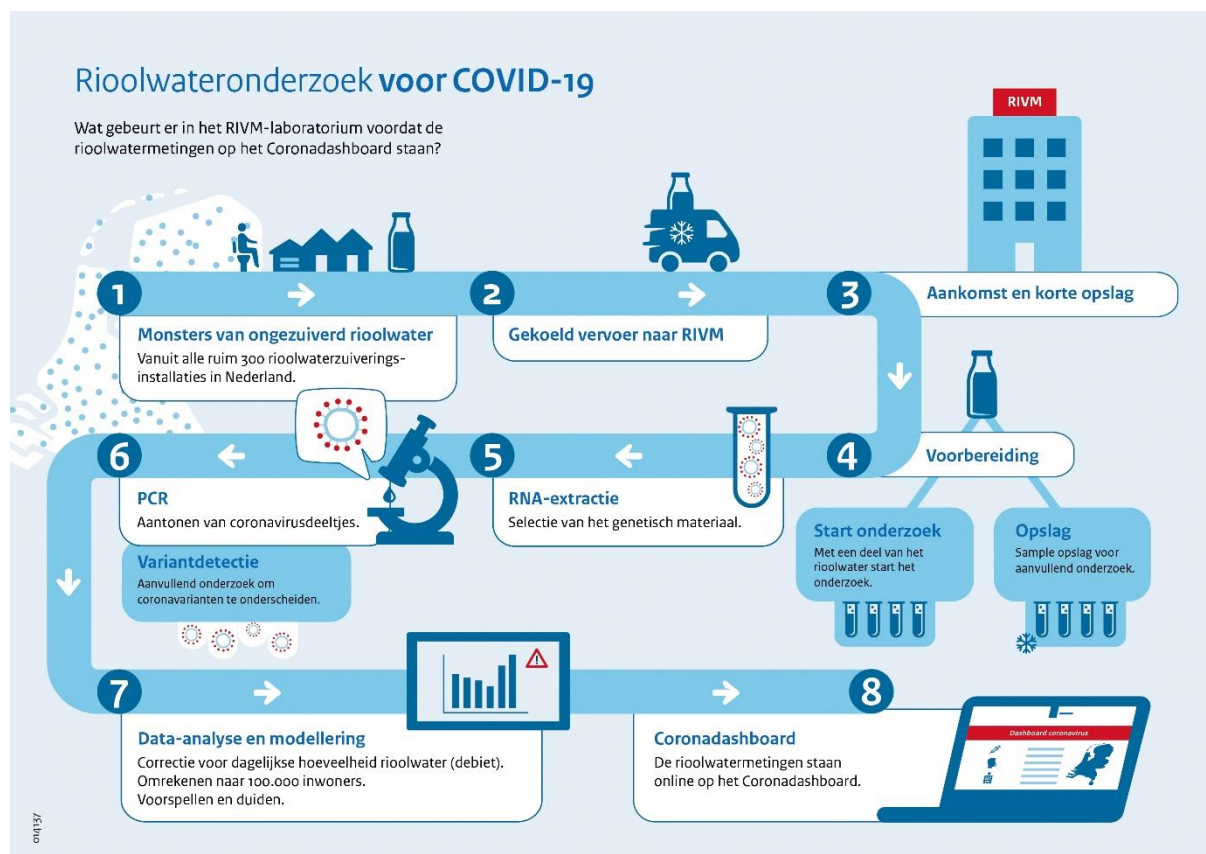 Rioolwateronderzoek voor COVID-19
Wat gebeurt er in het RIVM-laboratorium voordat de
rioolwatermetingen op het Coronadashboard staan?
RIVM
1
Monsters van ongezuiverd rioolwater
Vanuit alle ruim 300 rioolwaterzuiverings-
installaties in Nederland.
2
Gekoeld vervoer naar RIVM
3
Aankomst en korte opslag
4
Voorbereiding
Start onderzoek
Met een deel van het
rioolwater start het
onderzoek.
Opslag
Sample opslag voor
aanvullend onderzoek.
5
RNA-extractie
Selectie van het genetisch materiaal.
6
PCR
Aantonen van coronavirusdeeltjes.
Variantdetectie
Aanvullend onderzoek om
coronavarianten te onderscheiden.
7
Data-analyse en modellering
Correctie voor dagelijkse hoeveelheid rioolwater (debiet).
Omrekenen naar 100.000 inwoners.
Voorspellen en duiden.
8
Coronadashboard
De rioolwatermetingen staan
online op het Coronadashboard.
Dashboard coronavirus
014137